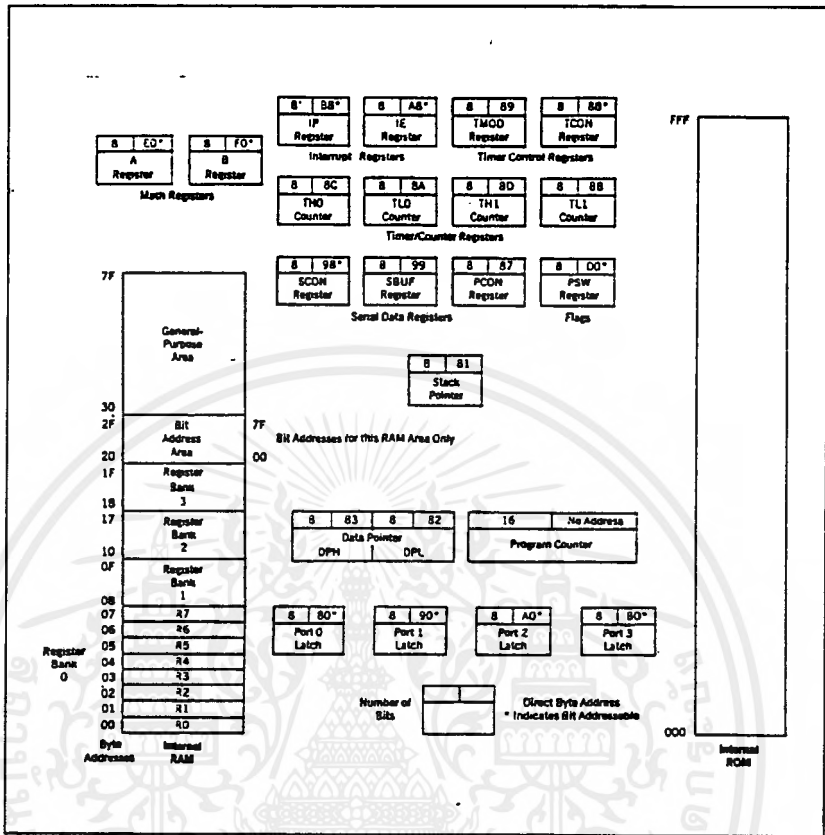 8 B8* 8 A8* 8 89 8 88*
IP Register IE Register TMOD Register TCON Register
Interrupt Registers Timer Control Registers
8 E0* 8 F0*
A Register B Register
Math Registers
8 8C 8 8A 8 8D 8 8B
TH0 Counter TL0 Counter TH1 Counter TL1 Counter
Timer/Counter Registers
8 98* 8 99 8 87 8 D0*
SCON Register SBUF Register PCON Register PSW Register
Serial Data Registers Flags
8 81
Stack Pointer
7F
General-
Purpose
Area
30
2F
Bit
Address
Area
20
7F
Bit Addresses for this RAM Area Only
00
1F
Register
Bank
3
18
17
Register
Bank
2
10
0F
Register
Bank
1
08
8 83 8 82
Data Pointer
DPH DPL
16 No Address
Program Counter
07 R7
06 R6
05 R5
04 R4
03 R3
02 R2
01 R1
00 R0
Register
Bank
0
Byte
Addresses
Internal
RAM
8 80* 8 90* 8 A0* 8 B0*
Port 0 Latch Port 1 Latch Port 2 Latch Port 3 Latch
Number of
Bits
Direct Byte Address
* Indicates Bit Addressable
FFF
000
Internal
ROM